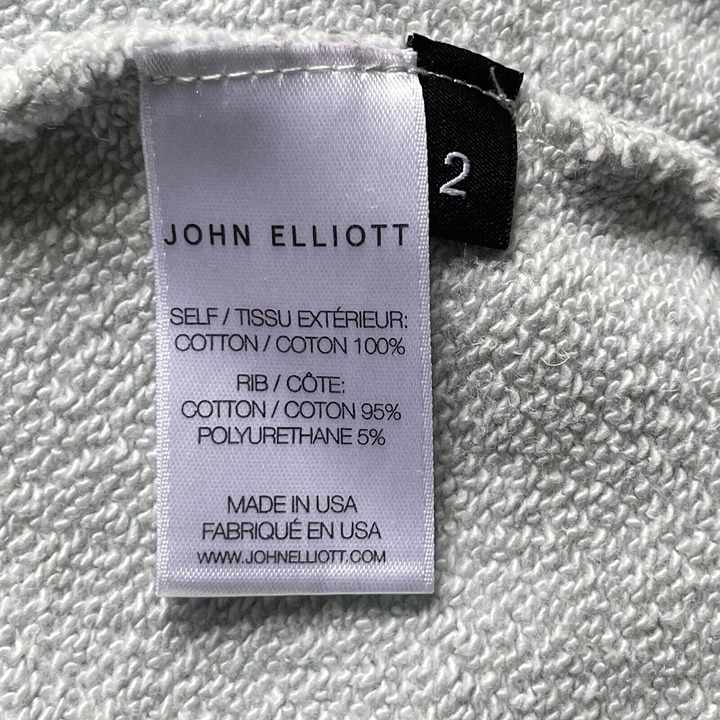 2
JOHN ELLIOTT
SELF / TISSU EXTÉRIEUR:
COTTON / COTON 100%
RIB / CÔTE:
COTTON / COTON 95%
POLYURETHANE 5%
MADE IN USA
FABRIQUÉ EN USA
WWW.JOHNELLIOTT.COM